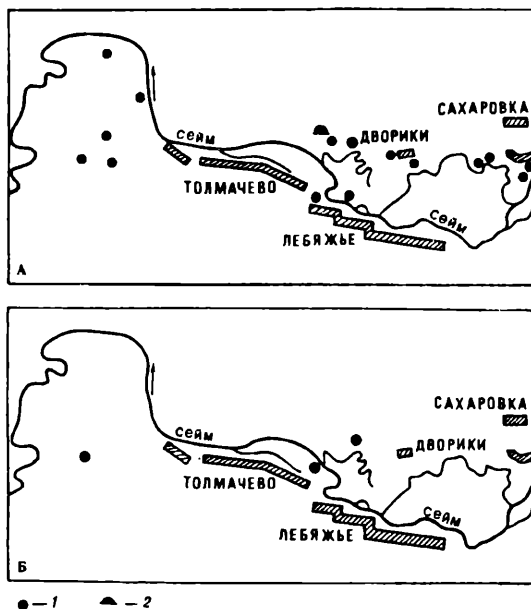 САХАРОВКА
ДВОРИКИ
сейм
ТОЛМАЧЕВО
сейм
ЛЕБЯЖЬЕ
А
САХАРОВКА
ДВОРИКИ
сейм
ТОЛМАЧЕВО
сейм
ЛЕБЯЖЬЕ
Б
— 1 — 2